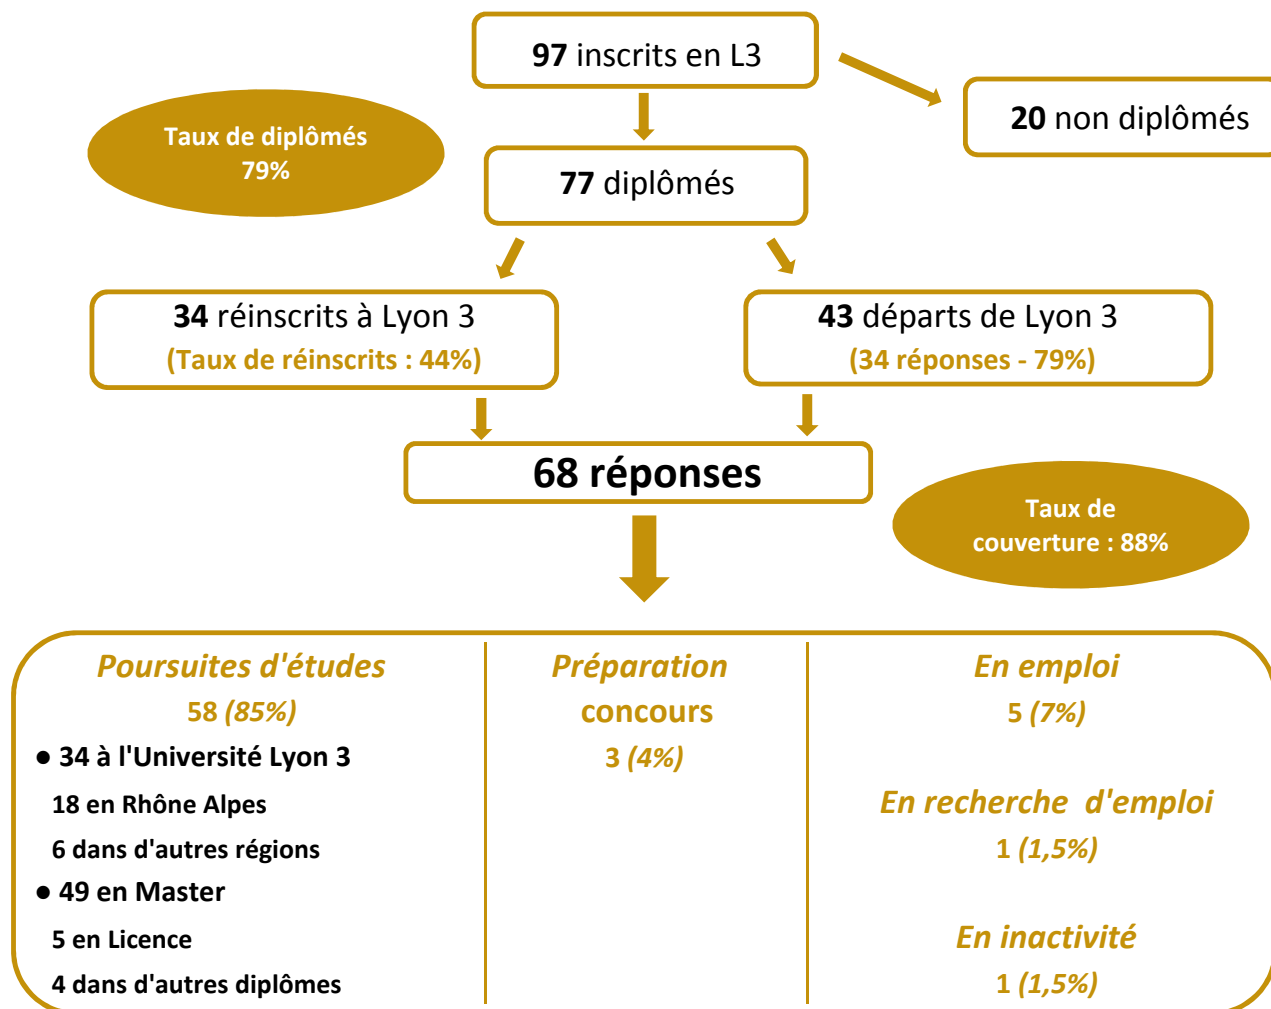 97 inscrits en L3
20 non diplômés
Taux de diplômés
79%
77 diplômés
34 réinscrits à Lyon 3
(Taux de réinscrits : 44%)
43 départs de Lyon 3
(34 réponses - 79%)
68 réponses
Taux de
couverture : 88%
Poursuites d'études
58 (85%)
● 34 à l'Université Lyon 3
18 en Rhône Alpes
6 dans d'autres régions
● 49 en Master
5 en Licence
4 dans d'autres diplômes
Préparation
concours
3 (4%)
En emploi
5 (7%)
En recherche d'emploi
1 (1,5%)
En inactivité
1 (1,5%)